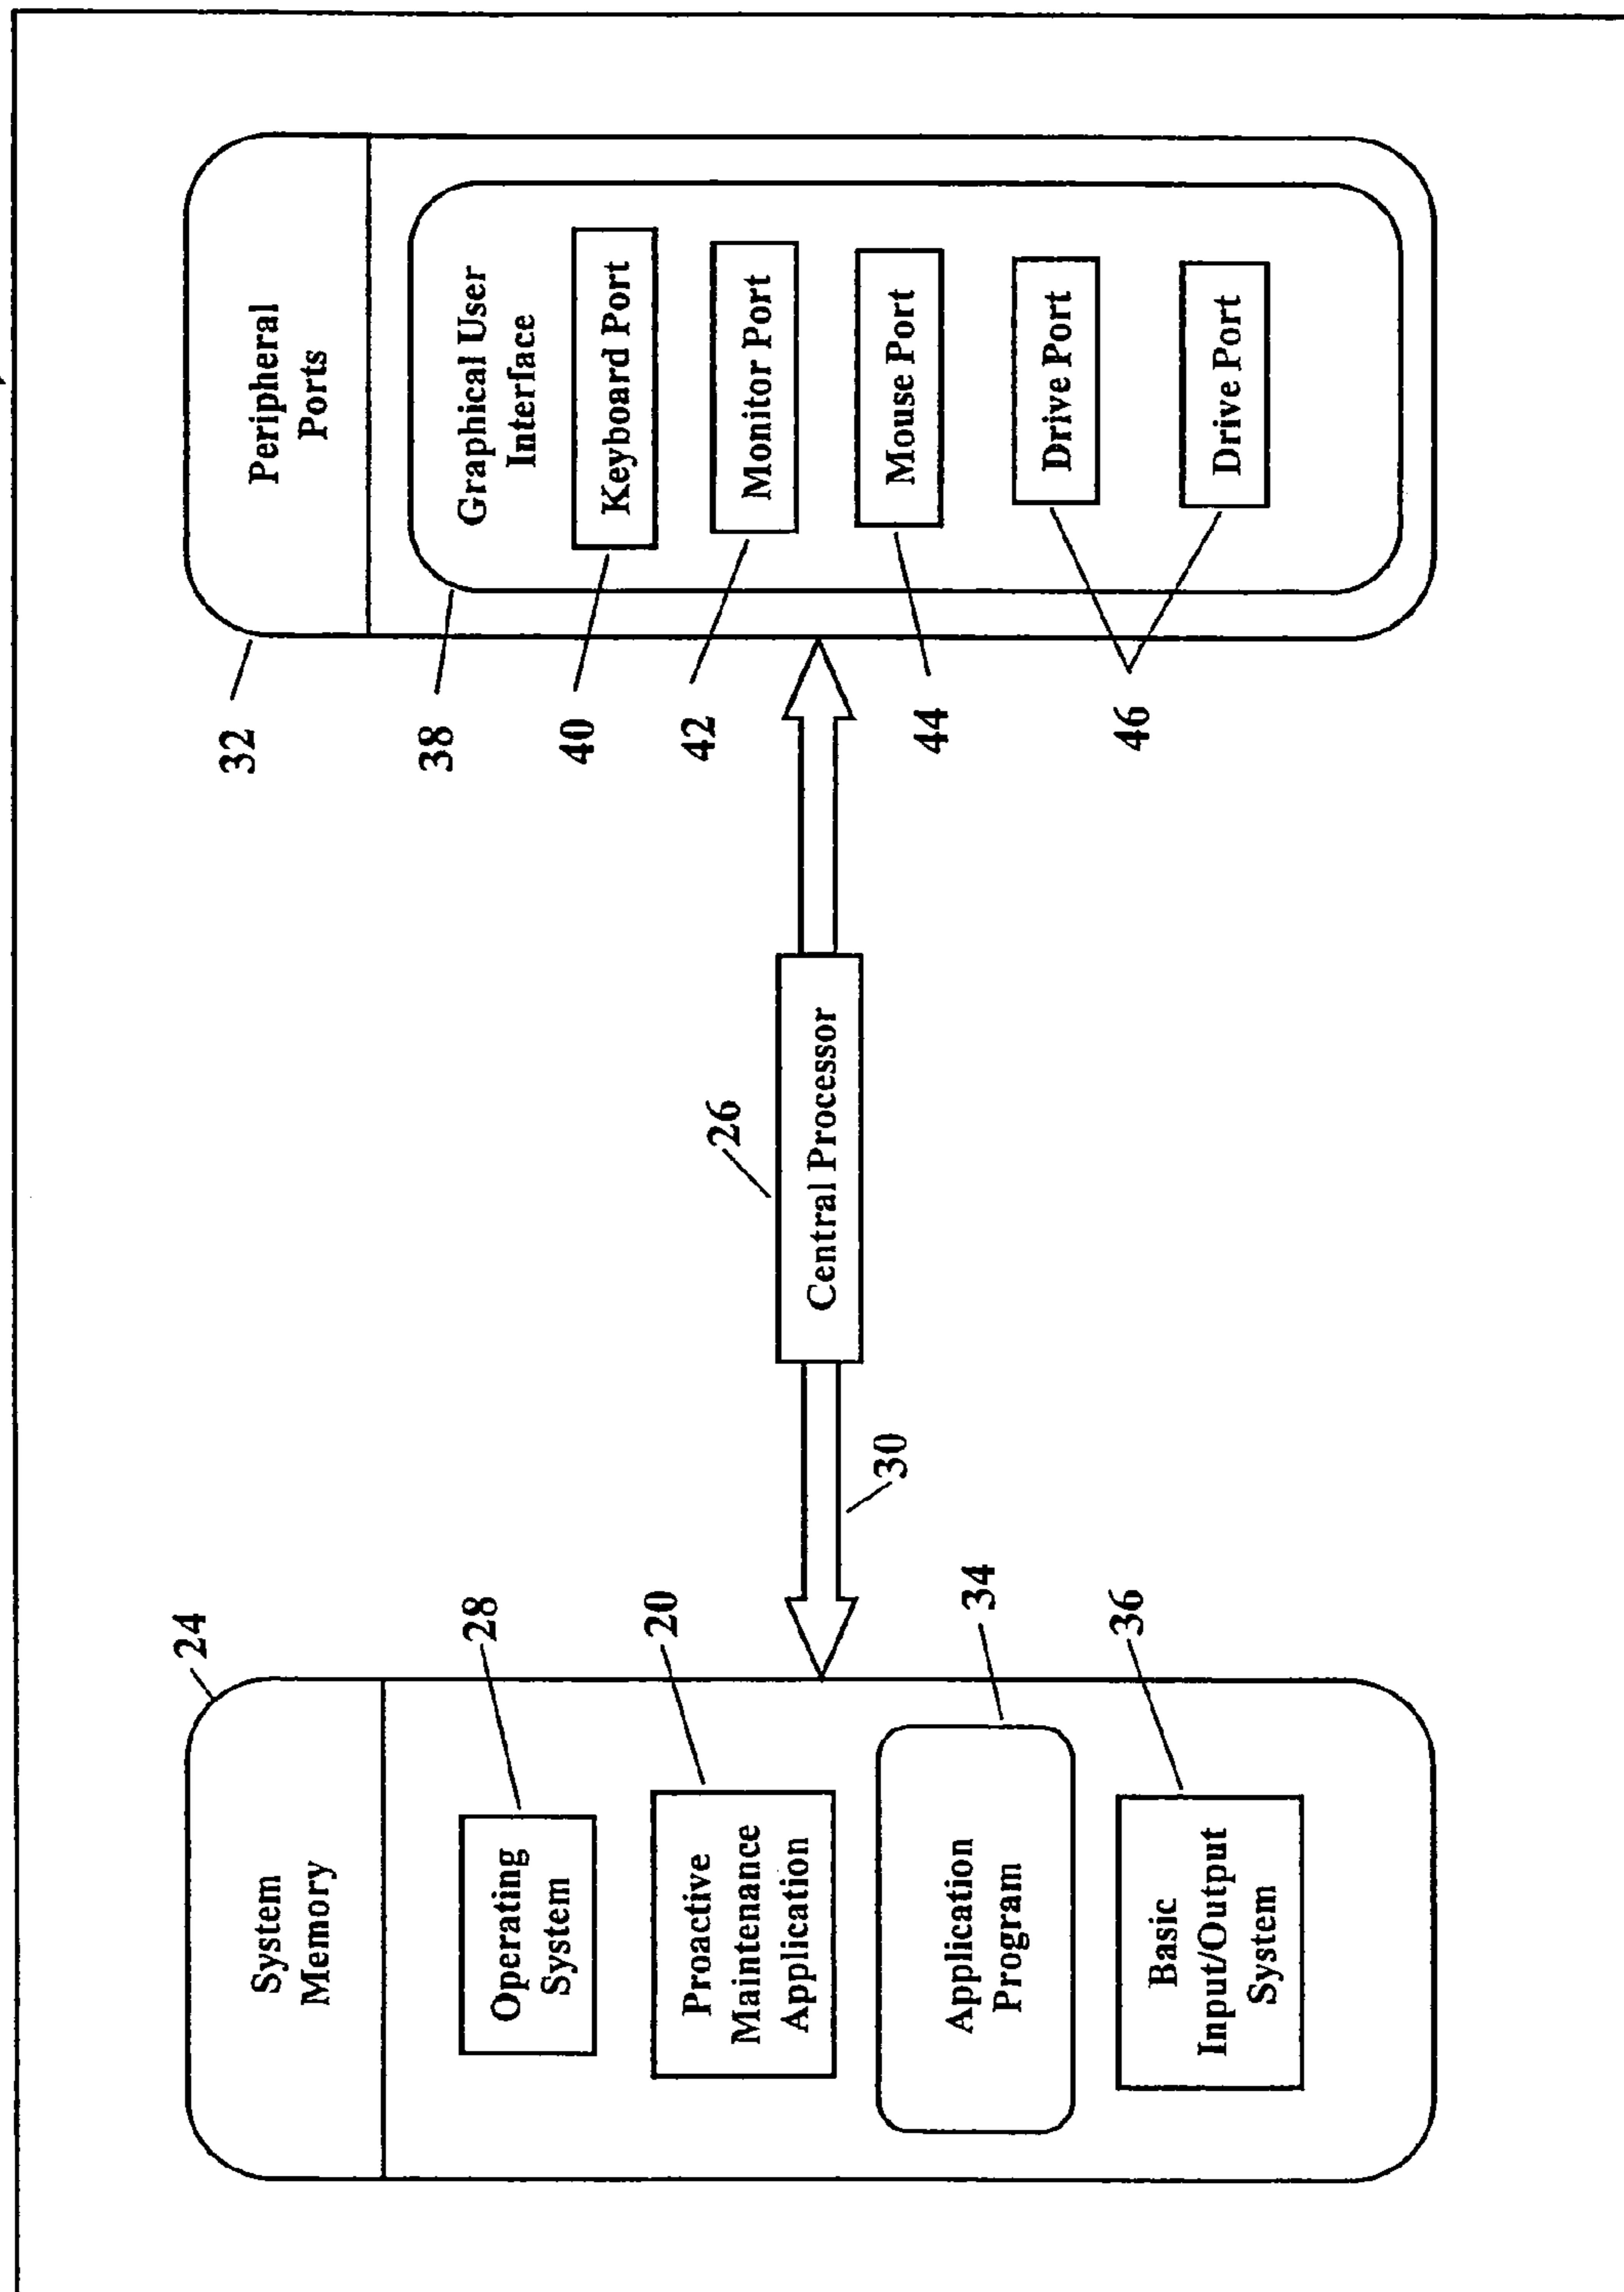 24
System
Memory
28
Operating
System
20
Proactive
Maintenance
Application
34
Application
Program
36
Basic
Input/Output
System
26
Central Processor
30
32
Peripheral
Ports
38
Graphical User
Interface
40
Keyboard Port
42
Monitor Port
44
Mouse Port
46
Drive Port
Drive Port